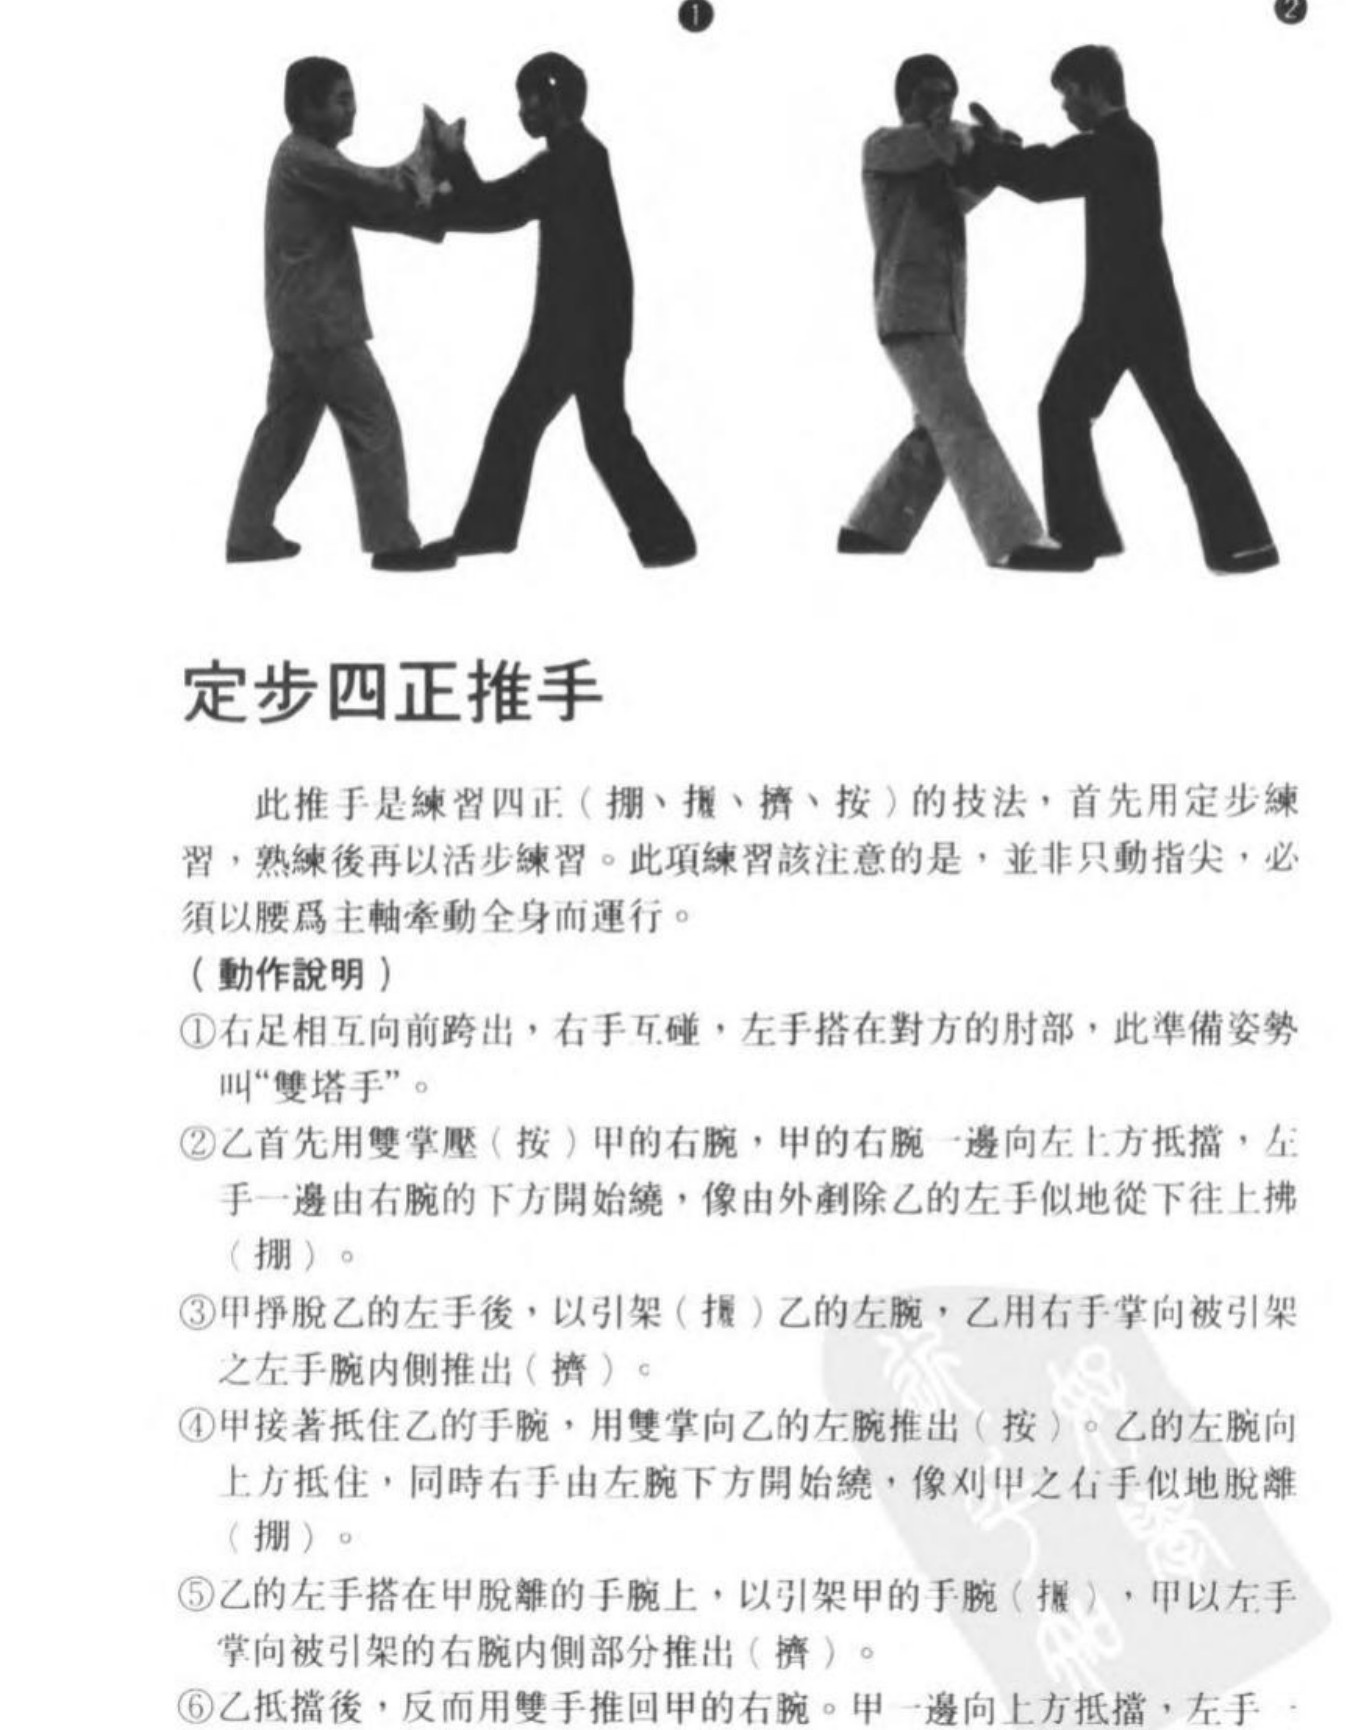 1
2
定步四正推手
此推手是練習四正（掤、攦、擠、按）的技法，首先用定步練
習，熟練後再以活步練習。此項練習該注意的是，並非只動指尖，必
須以腰爲主軸牽動全身而運行。
（動作說明）
①右足相互向前跨出，右手互碰，左手搭在對方的肘部，此準備姿勢
叫“雙塔手”。
②乙首先用雙掌壓（按）甲的右腕，甲的右腕一邊向左上方抵擋，左
手一邊由右腕的下方開始繞，像由外剷除乙的左手似地從下往上拂
（掤）。
③甲掙脫乙的左手後，以引架（攦）乙的左腕，乙用右手掌向被引架
之左手腕内側推出（擠）。
④甲接著抵住乙的手腕，用雙掌向乙的左腕推出（按）。乙的左腕向
上方抵住，同時右手由左腕下方開始繞，像刈甲之右手似地脫離
（掤）。
⑤乙的左手搭在甲脫離的手腕上，以引架甲的手腕（攦），甲以左手
掌向被引架的右腕内側部分推出（擠）。
⑥乙抵擋後，反而用雙手推回甲的右腕。甲一邊向上方抵擋，左手一